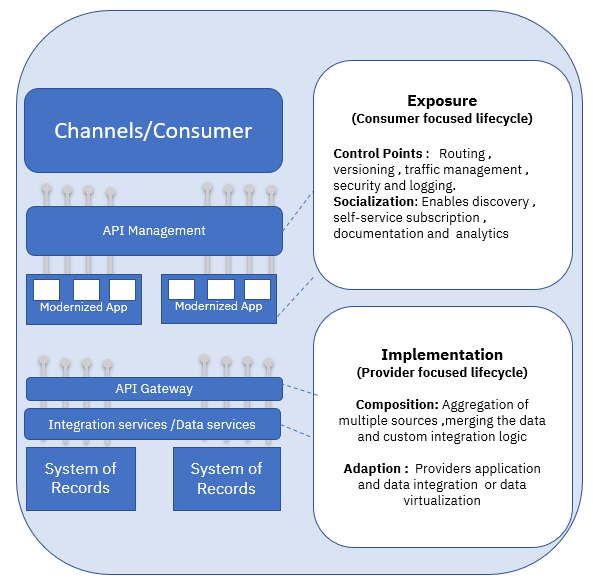 Channels/Consumer
API Management
Modernized App
Modernized App
API Gateway
Integration services /Data services
System of
Records
System of
Records
Exposure
(Consumer focused lifecycle)
Control Points :   Routing ,
versioning , traffic management ,
security and logging.
Socialization: Enables discovery ,
self-service subscription ,
documentation and  analytics
Implementation
(Provider focused lifecycle)
Composition: Aggregation of
multiple sources ,merging the data
and custom integration logic
Adaption :  Providers application
and data integration  or data
virtualization